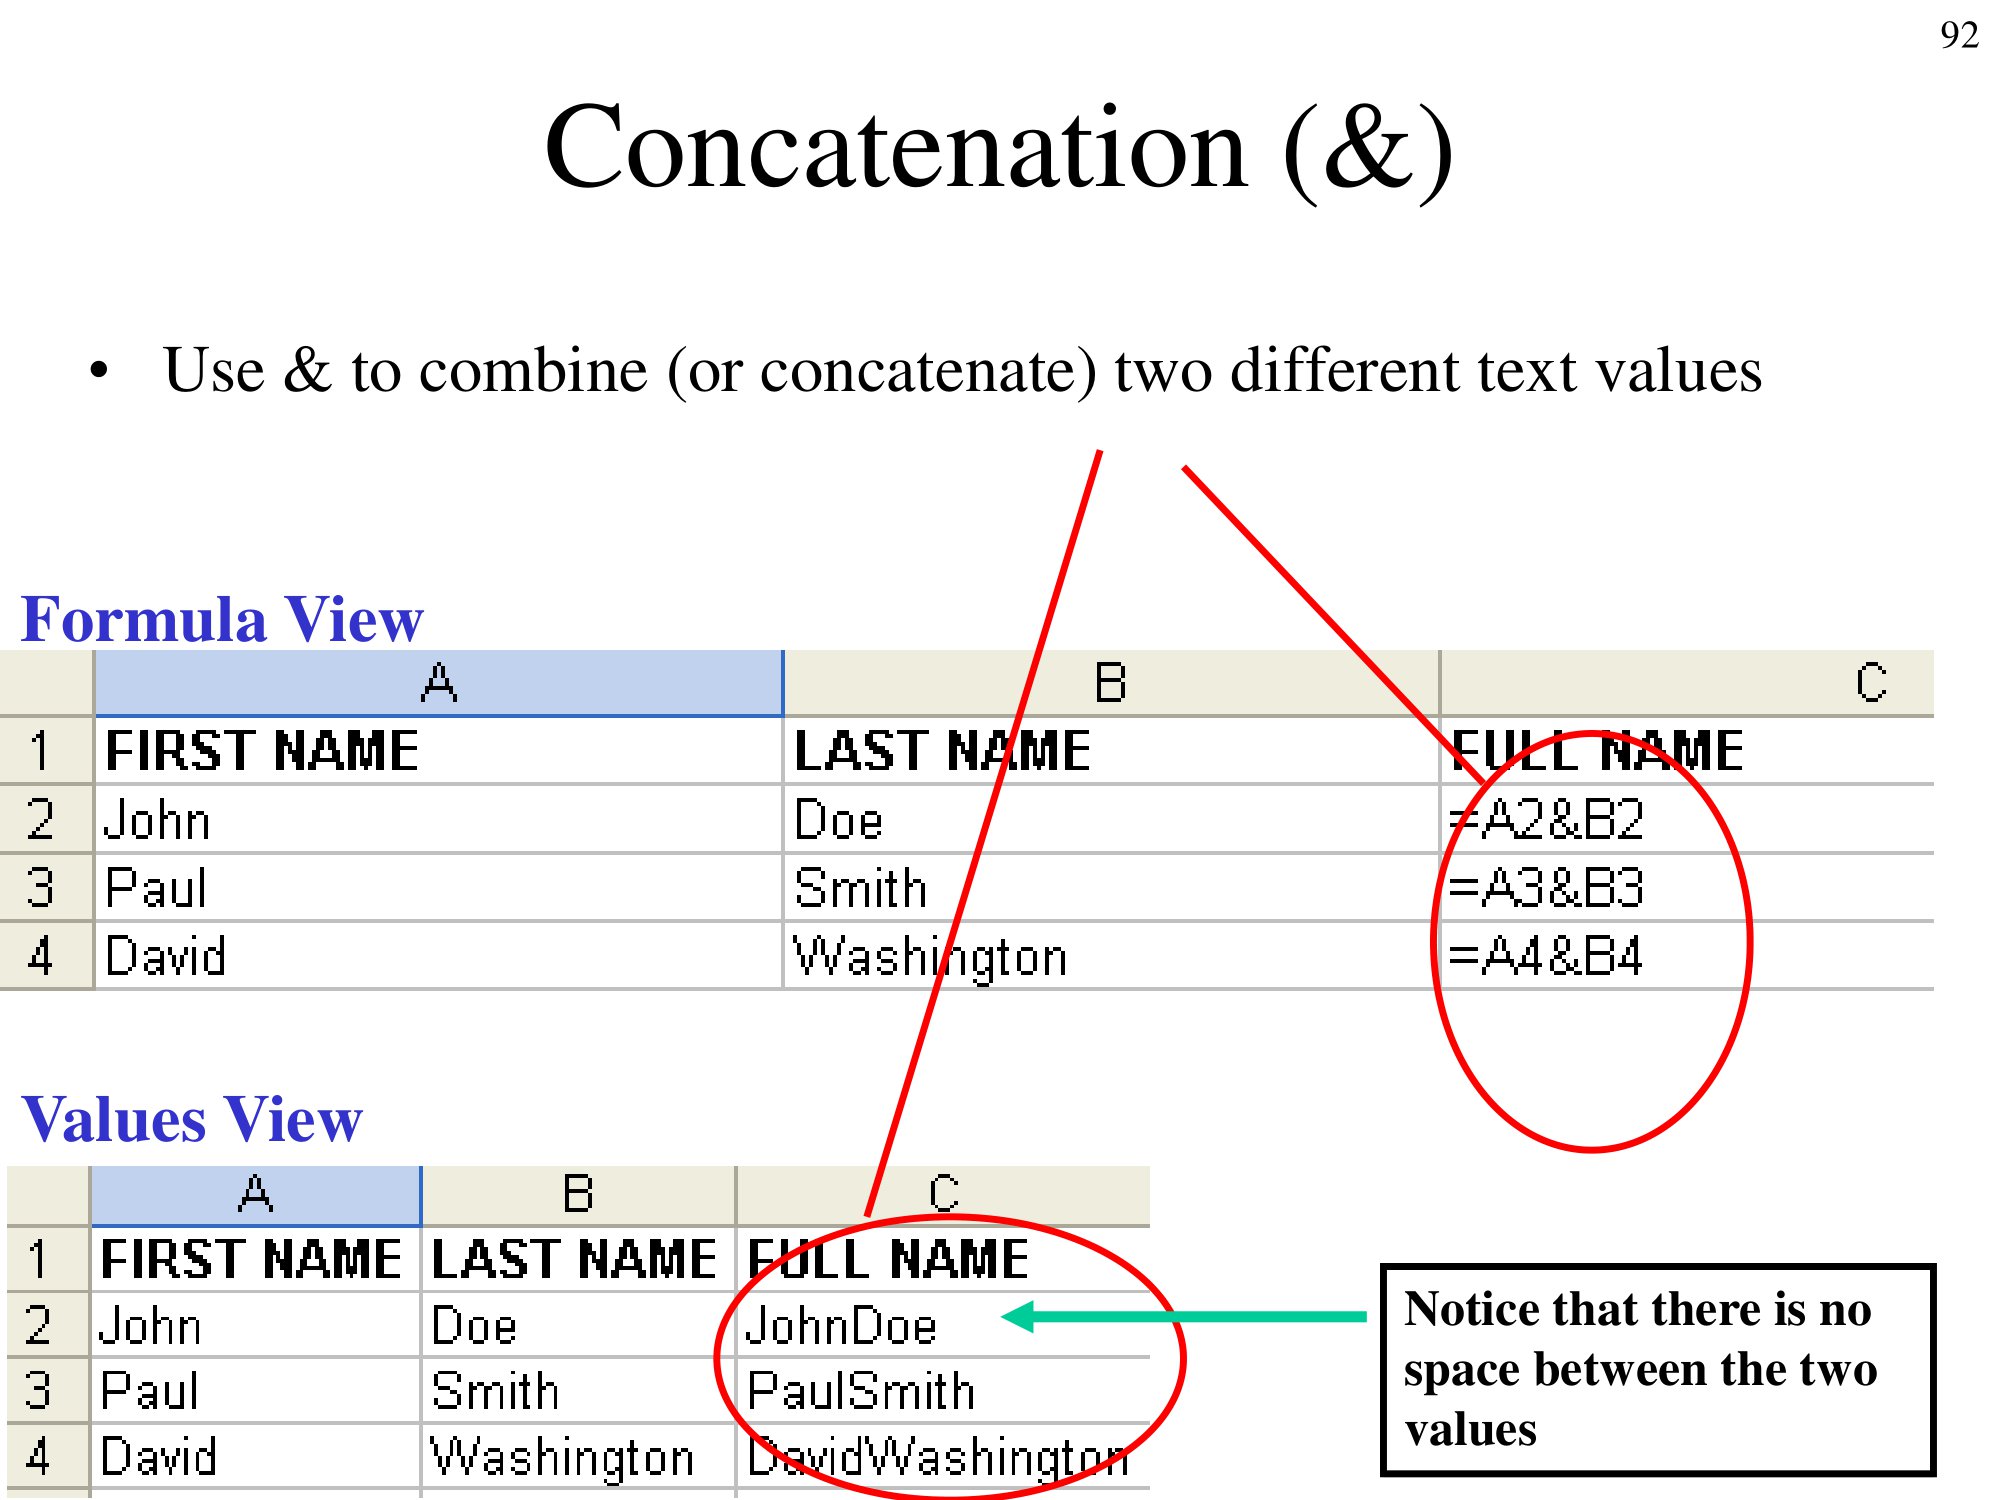 92
Concatenation (&)
• Use & to combine (or concatenate) two different text values
Formula View
A B C
1 FIRST NAME LAST NAME FULL NAME
2 John Doe =A2&B2
3 Paul Smith =A3&B3
4 David Washington =A4&B4
Values View
A B C
1 FIRST NAME LAST NAME FULL NAME
2 John Doe JohnDoe
3 Paul Smith PaulSmith
4 David Washington DavidWashington
Notice that there is no
space between the two
values